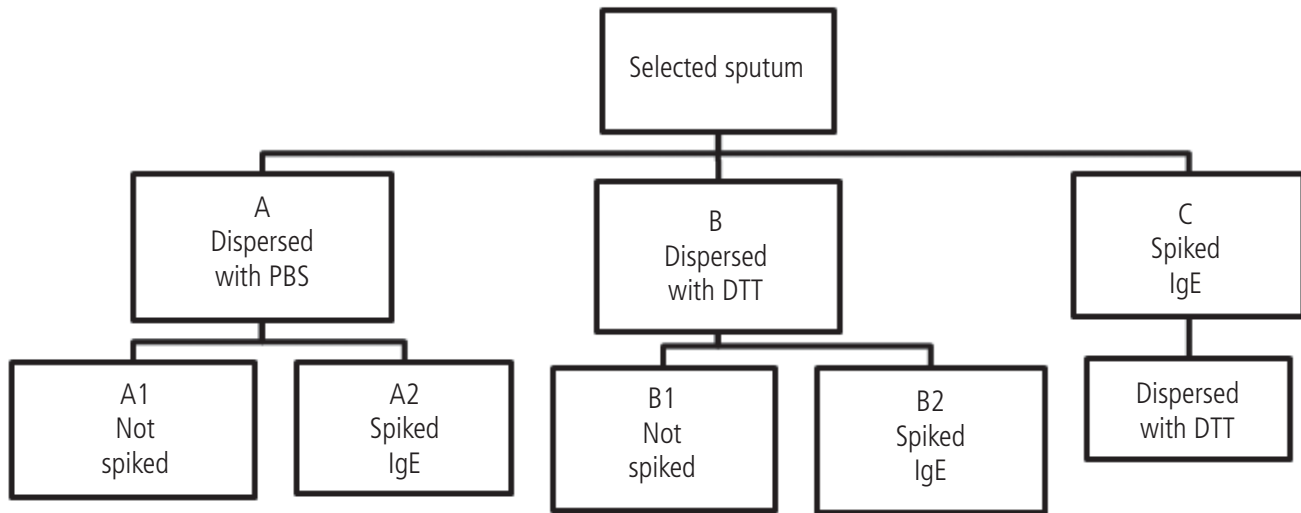 Selected sputum
A
Dispersed
with PBS
B
Dispersed
with DTT
C
Spiked
IgE
A1
Not
spiked
A2
Spiked
IgE
B1
Not
spiked
B2
Spiked
IgE
Dispersed
with DTT